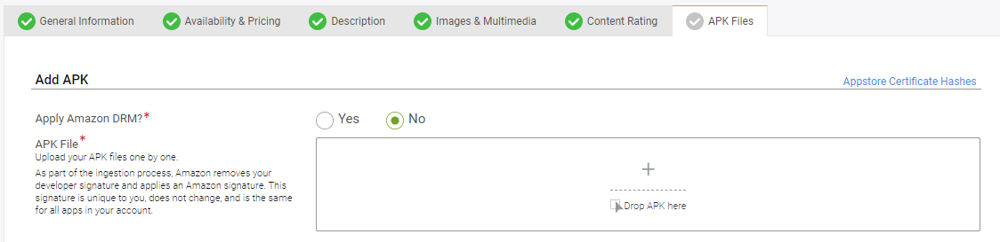 General Information Availability & Pricing Description Images & Multimedia Content Rating APK Files
Add APK Appstore Certificate Hashes
Apply Amazon DRM?* Yes No
APK File*
Upload your APK files one by one.
As part of the ingestion process, Amazon removes your
developer signature and applies an Amazon signature. This
signature is unique to you, does not change, and is the same
for all apps in your account.
+
Drop APK here